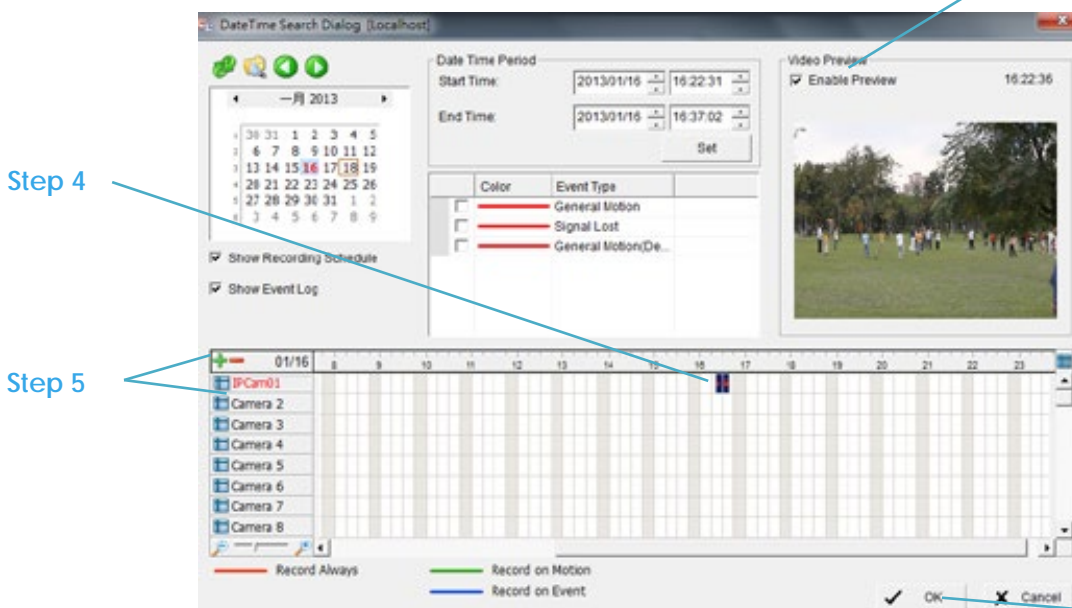 DateTime Search Dialog [Localhost]
Date Time Period
Start Time: 2013/01/16 16:22:31
End Time: 2013/01/16 16:37:02
Set
Video Preview
Enable Preview 16:22:36
一月 2013
1 30 31 1 2 3 4 5
2 6 7 8 9 10 11 12
3 13 14 15 16 17 18 19
4 20 21 22 23 24 25 26
5 27 28 29 30 31 1 2
6 3 4 5 6 7 8 9
Show Recording Schedule
Show Event Log
Color Event Type
General Motion
Signal Lost
General Motion(De...
Step 4
Step 5
01/16 8 9 10 11 12 13 14 15 16 17 18 19 20 21 22 23
IPCam01
Camera 2
Camera 3
Camera 4
Camera 5
Camera 6
Camera 7
Camera 8
Record Always
Record on Motion
Record on Event
OK
Cancel